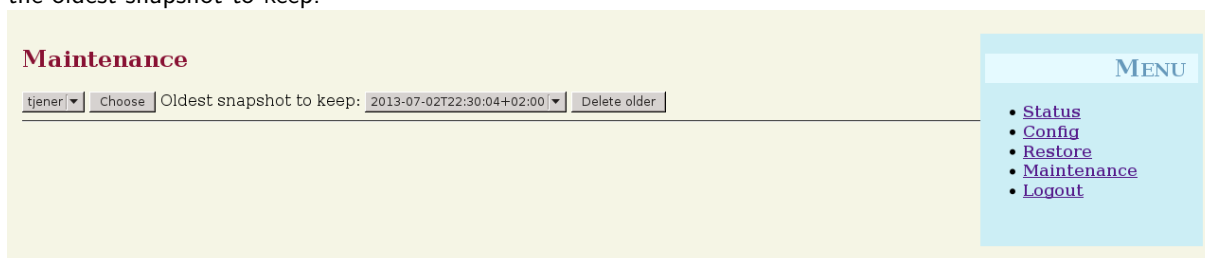 the oldest snapshot to keep.
Maintenance
tjener Choose Oldest snapshot to keep: 2013-07-02T22:30:04+02:00 Delete older
MENU
Status
Config
Restore
Maintenance
Logout